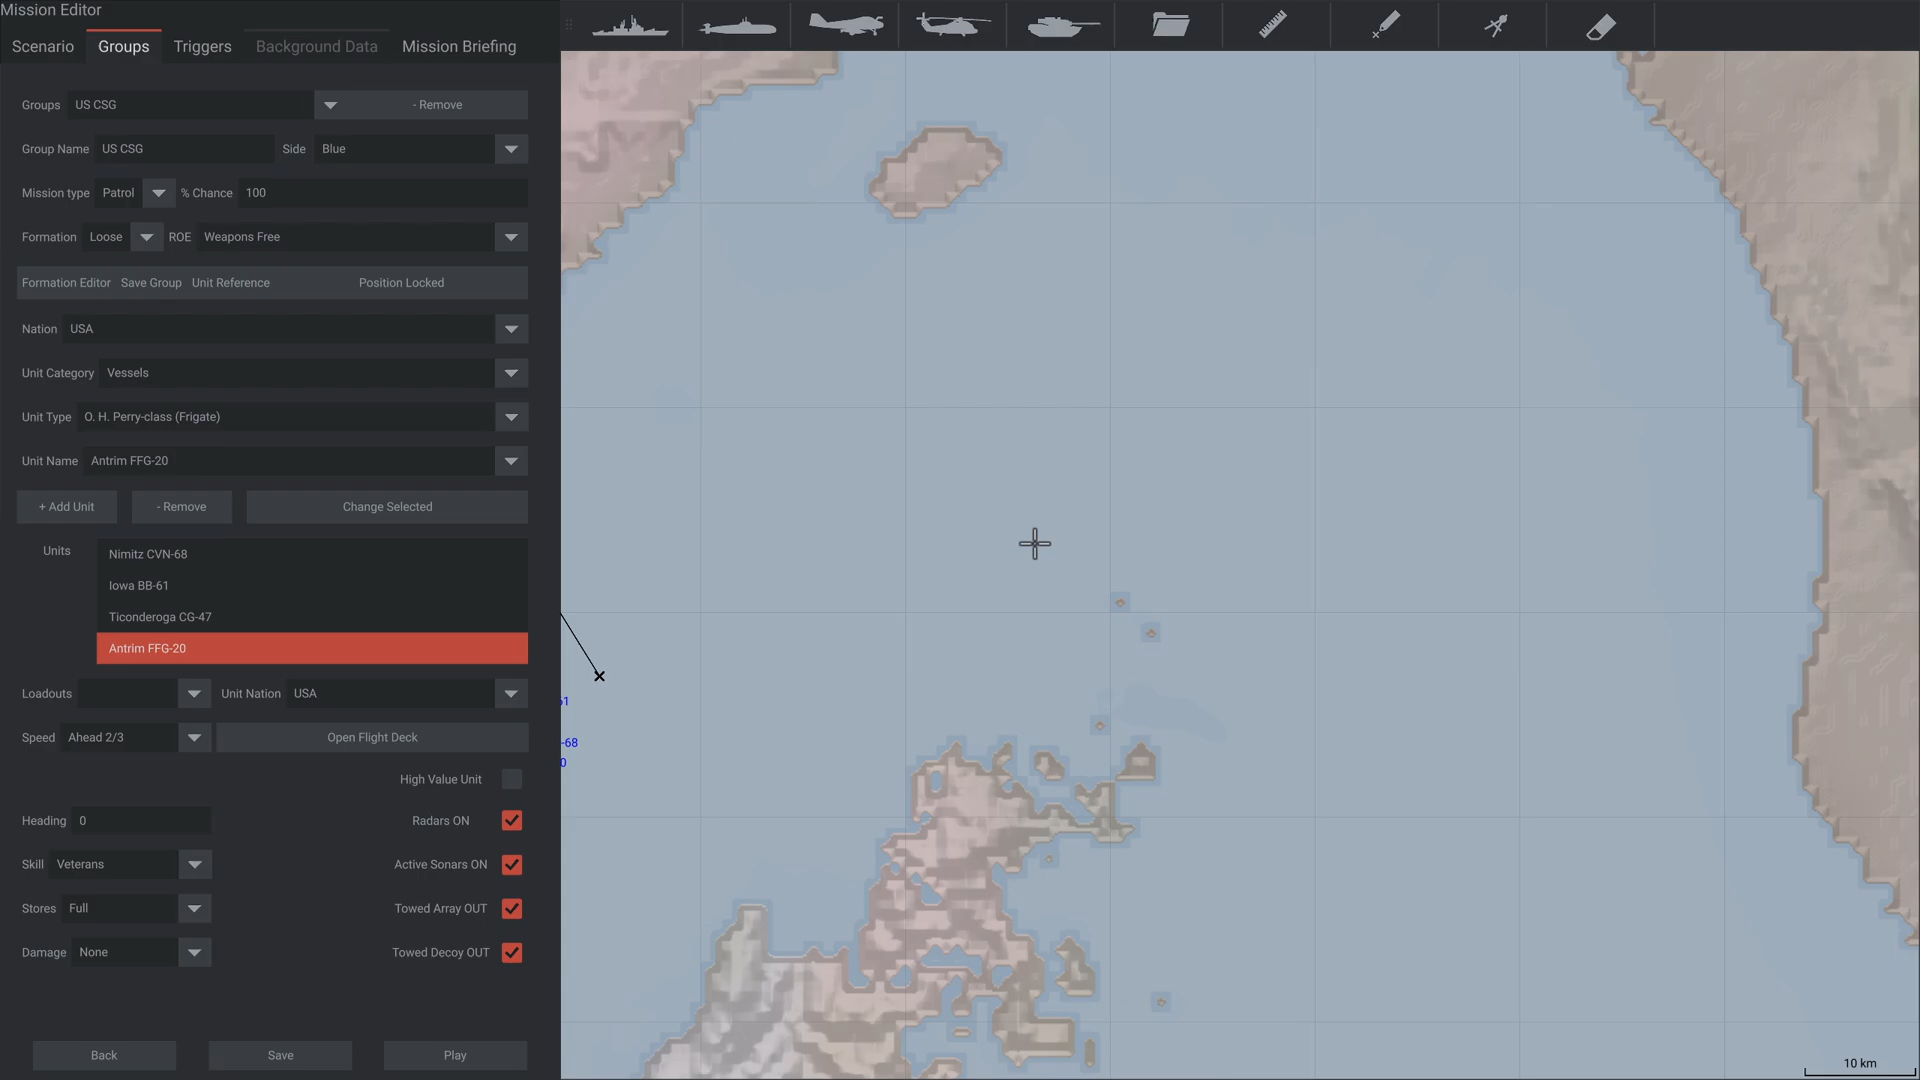 Mission Editor
Scenario Groups Triggers Background Data Mission Briefing
Groups US CSG - Remove
Group Name US CSG Side Blue
Mission type Patrol % Chance 100
Formation Loose ROE Weapons Free
Formation Editor Save Group Unit Reference Position Locked
Nation USA
Unit Category Vessels
Unit Type O. H. Perry-class (Frigate)
Unit Name Antrim FFG-20
+ Add Unit - Remove Change Selected
Units Nimitz CVN-68
Iowa BB-61
Ticonderoga CG-47
Antrim FFG-20
Loadouts Unit Nation USA
Speed Ahead 2/3 Open Flight Deck
High Value Unit
Heading 0 Radars ON
Skill Veterans Active Sonars ON
Stores Full Towed Array OUT
Damage None Towed Decoy OUT
Back Save Play
-68
0
10 km